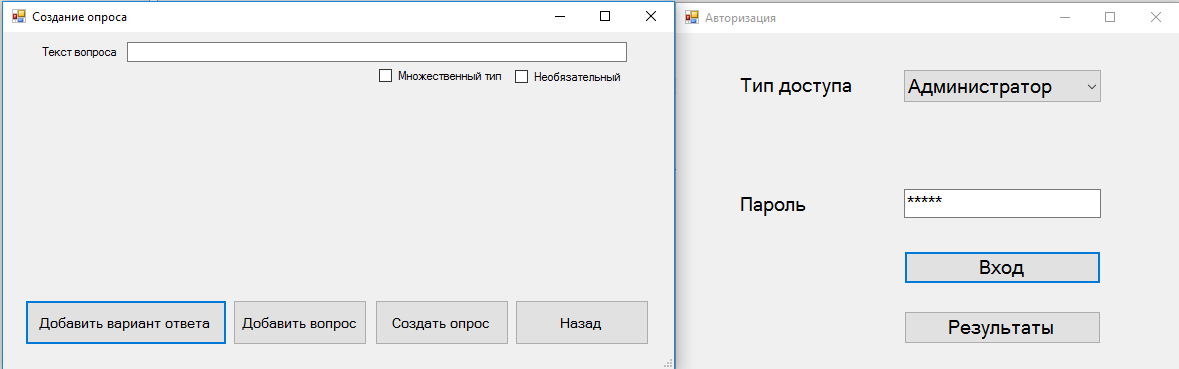 Создание опроса
Текст вопроса
Множественный тип
Необязательный
Добавить вариант ответа
Добавить вопрос
Создать опрос
Назад
Авторизация
Тип доступа
Администратор
Пароль
*****
Вход
Результаты